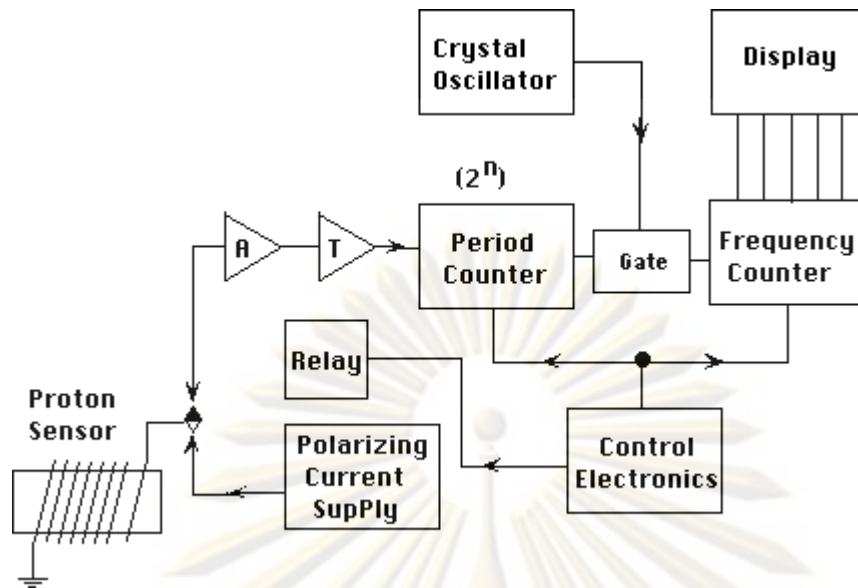 Crystal
Oscillator
Display
(2ⁿ)
A
T
Period
Counter
Gate
Frequency
Counter
Relay
Proton
Sensor
Polarizing
Current
SupPly
Control
Electronics